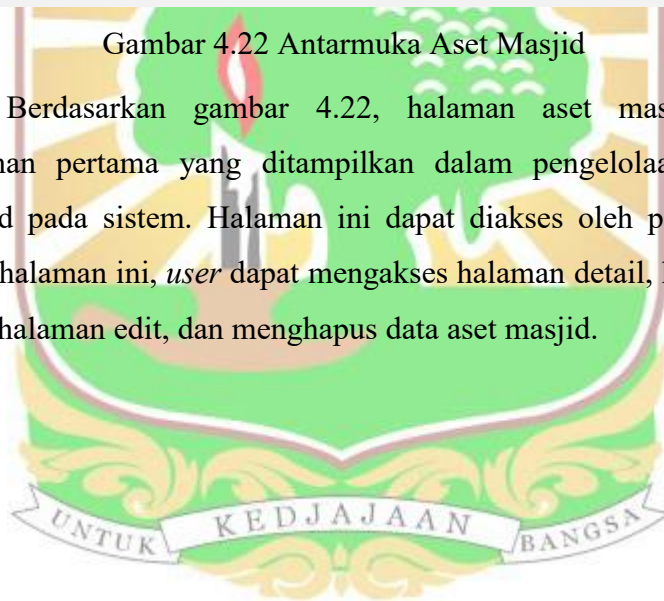 Gambar 4.22 Antarmuka Aset Masjid
Berdasarkan gambar 4.22, halaman aset mas
an pertama yang ditampilkan dalam pengelolaa
d pada sistem. Halaman ini dapat diakses oleh p
halaman ini, user dapat mengakses halaman detail,
halaman edit, dan menghapus data aset masjid.
UNTUK KEDJAJAAN BANGSA